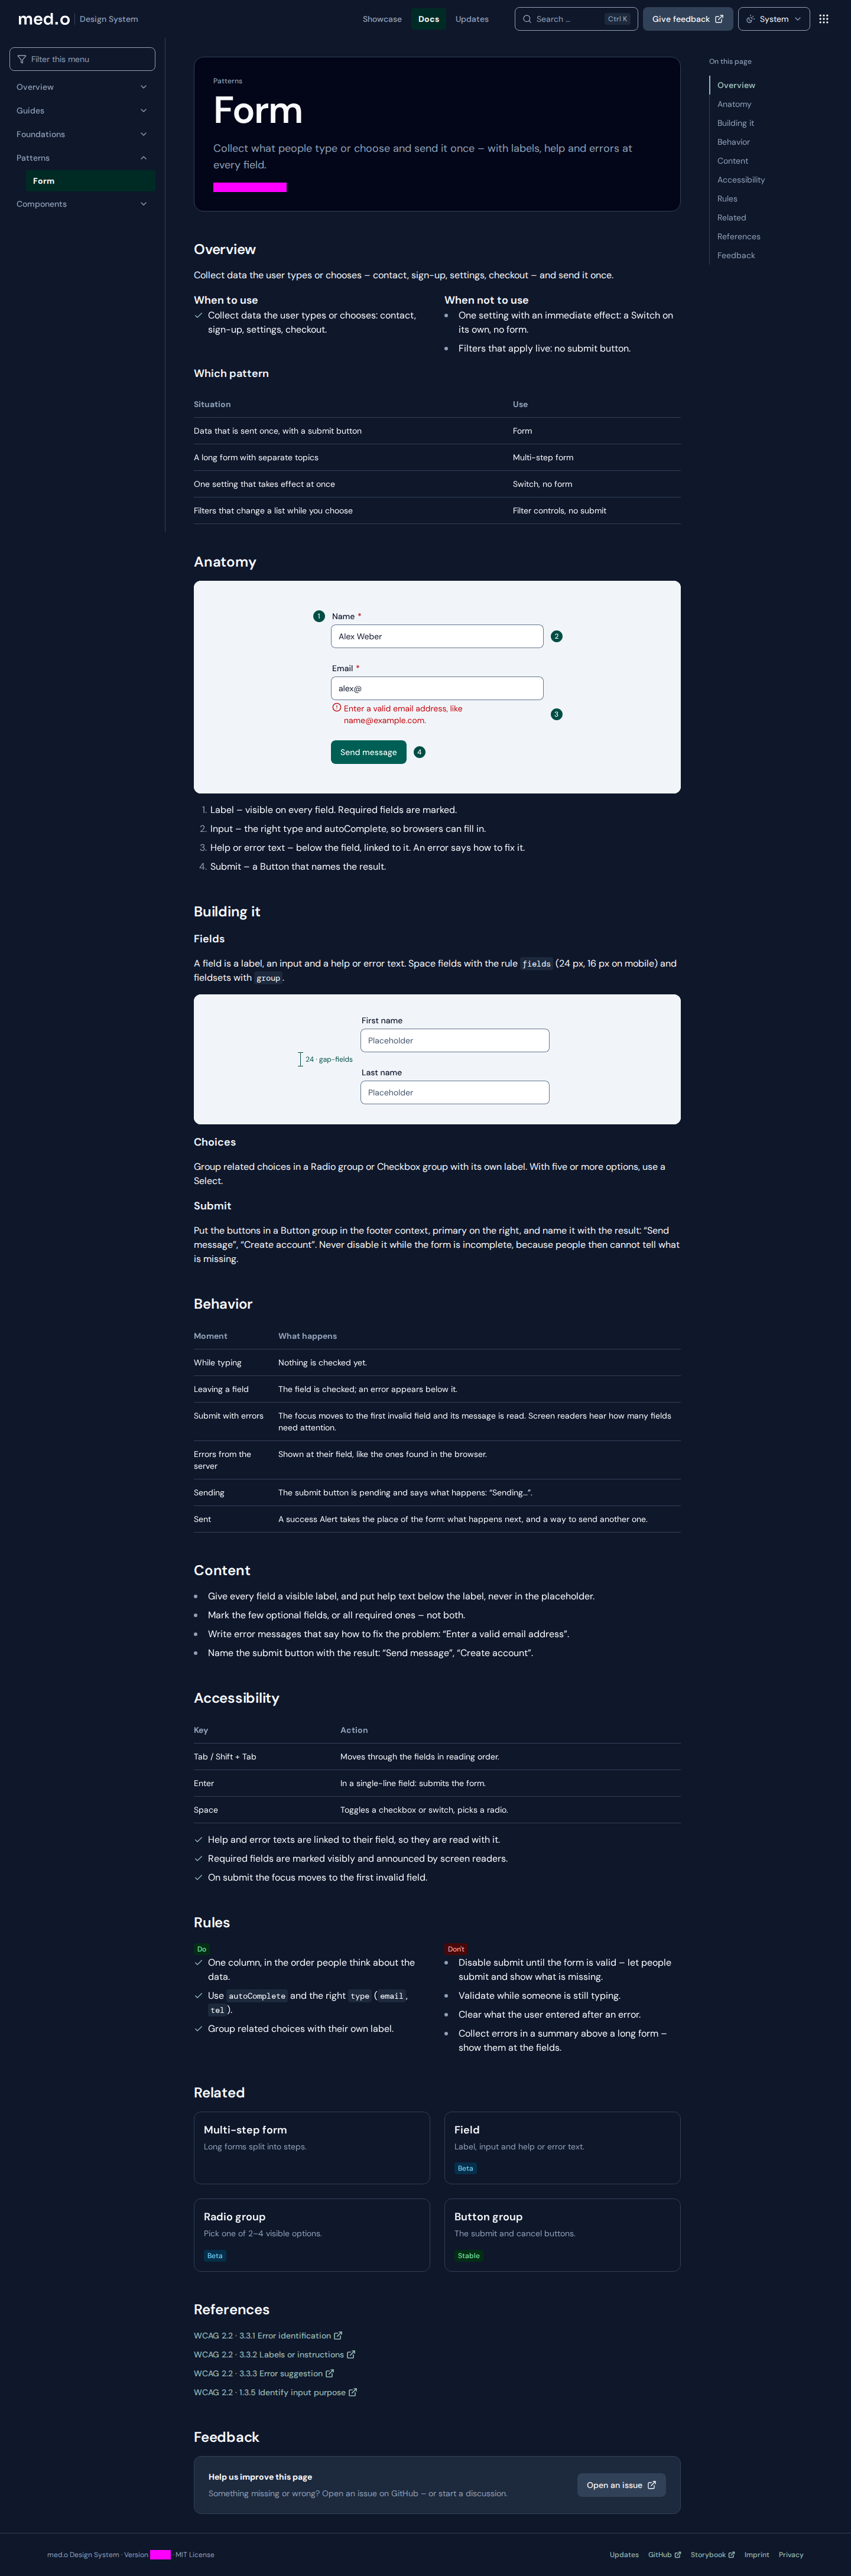 med.o Design System
Showcase
Docs
Updates
Search ...
Ctrl K
Give feedback
System
Filter this menu
Overview
Guides
Foundations
Patterns
Form
Components
Patterns
Form
Collect what people type or choose and send it once – with labels, help and errors at
every field.
On this page
Overview
Anatomy
Building it
Behavior
Content
Accessibility
Rules
Related
References
Feedback
Overview
Collect data the user types or chooses – contact, sign-up, settings, checkout – and send it once.
When to use
Collect data the user types or chooses: contact,
sign-up, settings, checkout.
When not to use
One setting with an immediate effect: a Switch on
its own, no form.
Filters that apply live: no submit button.
Which pattern
Situation Use
Data that is sent once, with a submit button Form
A long form with separate topics Multi-step form
One setting that takes effect at once Switch, no form
Filters that change a list while you choose Filter controls, no submit
Anatomy
1 Name *
Alex Weber 2
Email *
alex@
Enter a valid email address, like
name@example.com.
3
Send message 4
1. Label – visible on every field. Required fields are marked.
2. Input – the right type and autoComplete, so browsers can fill in.
3. Help or error text – below the field, linked to it. An error says how to fix it.
4. Submit – a Button that names the result.
Building it
Fields
A field is a label, an input and a help or error text. Space fields with the rule fields (24 px, 16 px on mobile) and
fieldsets with group.
First name
Placeholder
24 · gap-fields
Last name
Placeholder
Choices
Group related choices in a Radio group or Checkbox group with its own label. With five or more options, use a
Select.
Submit
Put the buttons in a Button group in the footer context, primary on the right, and name it with the result: “Send
message”, “Create account”. Never disable it while the form is incomplete, because people then cannot tell what
is missing.
Behavior
Moment What happens
While typing Nothing is checked yet.
Leaving a field The field is checked; an error appears below it.
Submit with errors The focus moves to the first invalid field and its message is read. Screen readers hear how many fields
need attention.
Errors from the Shown at their field, like the ones found in the browser.
server
Sending The submit button is pending and says what happens: “Sending…”.
Sent A success Alert takes the place of the form: what happens next, and a way to send another one.
Content
Give every field a visible label, and put help text below the label, never in the placeholder.
Mark the few optional fields, or all required ones – not both.
Write error messages that say how to fix the problem: “Enter a valid email address”.
Name the submit button with the result: “Send message”, “Create account”.
Accessibility
Key Action
Tab / Shift + Tab Moves through the fields in reading order.
Enter In a single-line field: submits the form.
Space Toggles a checkbox or switch, picks a radio.
Help and error texts are linked to their field, so they are read with it.
Required fields are marked visibly and announced by screen readers.
On submit the focus moves to the first invalid field.
Rules
Do
One column, in the order people think about the
data.
Use autoComplete and the right type ( email ,
tel ).
Group related choices with their own label.
Don't
Disable submit until the form is valid – let people
submit and show what is missing.
Validate while someone is still typing.
Clear what the user entered after an error.
Collect errors in a summary above a long form –
show them at the fields.
Related
Multi-step form
Long forms split into steps.
Field
Label, input and help or error text.
Beta
Radio group
Pick one of 2–4 visible options.
Beta
Button group
The submit and cancel buttons.
Stable
References
WCAG 2.2 · 3.3.1 Error identification
WCAG 2.2 · 3.3.2 Labels or instructions
WCAG 2.2 · 3.3.3 Error suggestion
WCAG 2.2 · 1.3.5 Identify input purpose
Feedback
Help us improve this page
Something missing or wrong? Open an issue on GitHub – or start a discussion.
Open an issue
med.o Design System · Version
MIT License
Updates
GitHub
Storybook
Imprint
Privacy